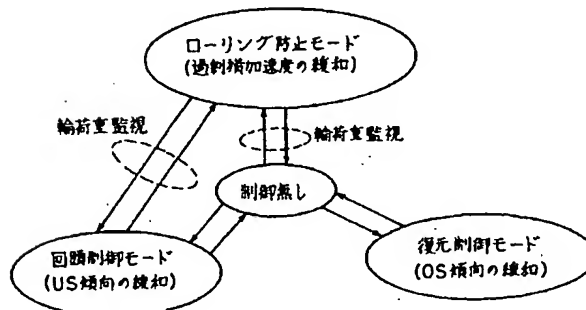 ローリング防止モード
(過剰増加速度の緩和)
輪荷重監視
輪荷重監視
制御無し
回頭制御モード
(US傾向の緩和)
復元制御モード
(OS傾向の緩和)